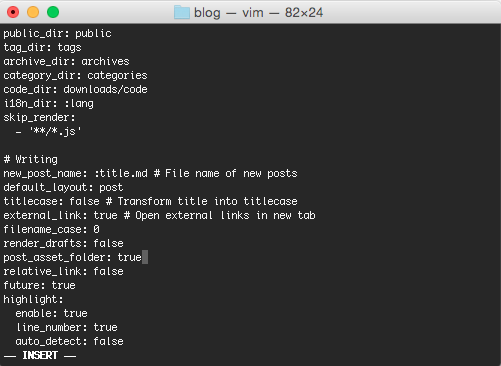 blog — vim — 82×24
public_dir: public
tag_dir: tags
archive_dir: archives
category_dir: categories
code_dir: downloads/code
i18n_dir: :lang
skip_render:
  - '**/*.js'

# Writing
new_post_name: :title.md # File name of new posts
default_layout: post
titlecase: false # Transform title into titlecase
external_link: true # Open external links in new tab
filename_case: 0
render_drafts: false
post_asset_folder: true
relative_link: false
future: true
highlight:
  enable: true
  line_number: true
  auto_detect: false
-- INSERT --